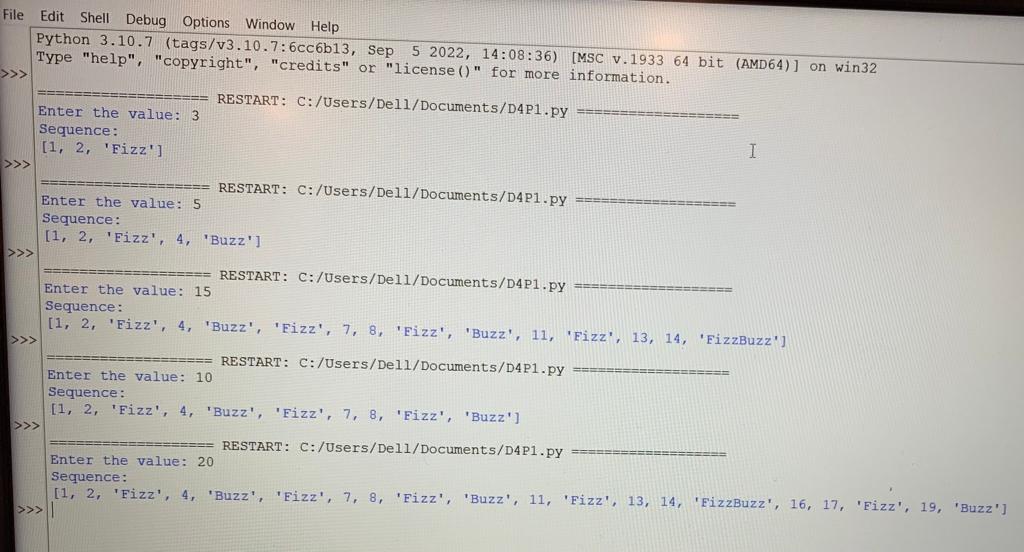 File Edit Shell Debug Options Window Help
Python 3.10.7 (tags/v3.10.7:6cc6b13, Sep  5 2022, 14:08:36) [MSC v.1933 64 bit (AMD64)] on win32
Type "help", "copyright", "credits" or "license()" for more information.
>>>
=================== RESTART: C:/Users/Dell/Documents/D4P1.py ===================
Enter the value: 3
Sequence:
[1, 2, 'Fizz']
>>>
=================== RESTART: C:/Users/Dell/Documents/D4P1.py ===================
Enter the value: 5
Sequence:
[1, 2, 'Fizz', 4, 'Buzz']
>>>
=================== RESTART: C:/Users/Dell/Documents/D4P1.py ===================
Enter the value: 15
Sequence:
[1, 2, 'Fizz', 4, 'Buzz', 'Fizz', 7, 8, 'Fizz', 'Buzz', 11, 'Fizz', 13, 14, 'FizzBuzz']
>>>
=================== RESTART: C:/Users/Dell/Documents/D4P1.py ===================
Enter the value: 10
Sequence:
[1, 2, 'Fizz', 4, 'Buzz', 'Fizz', 7, 8, 'Fizz', 'Buzz']
>>>
=================== RESTART: C:/Users/Dell/Documents/D4P1.py ===================
Enter the value: 20
Sequence:
[1, 2, 'Fizz', 4, 'Buzz', 'Fizz', 7, 8, 'Fizz', 'Buzz', 11, 'Fizz', 13, 14, 'FizzBuzz', 16, 17, 'Fizz', 19, 'Buzz']
>>>